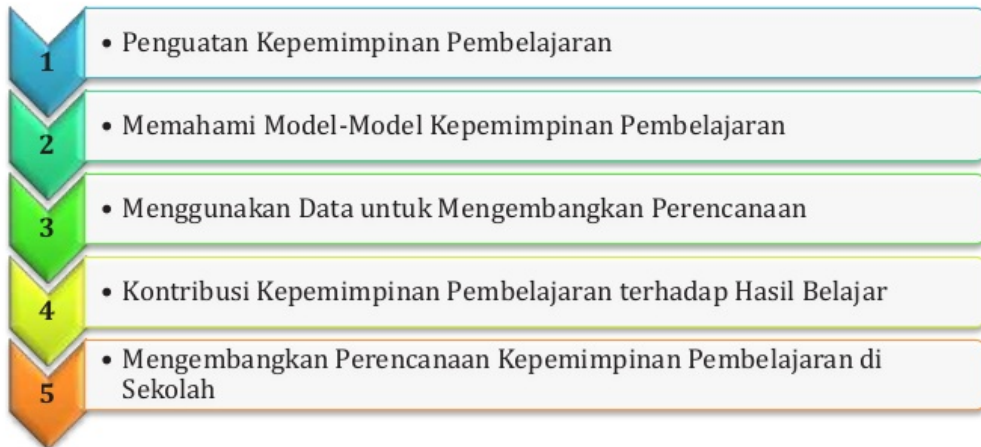 1
• Penguatan Kepemimpinan Pembelajaran
2
• Memahami Model-Model Kepemimpinan Pembelajaran
3
• Menggunakan Data untuk Mengembangkan Perencanaan
4
• Kontribusi Kepemimpinan Pembelajaran terhadap Hasil Belajar
5
• Mengembangkan Perencanaan Kepemimpinan Pembelajaran di
Sekolah